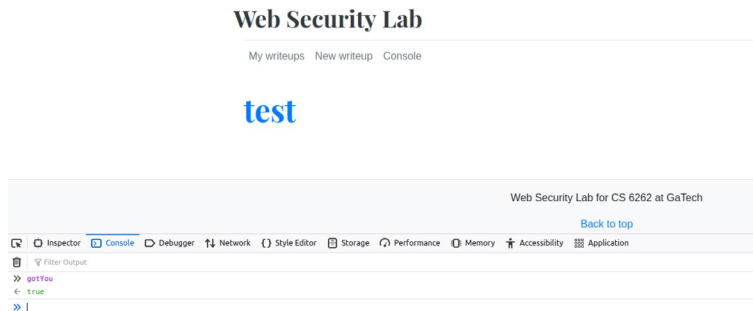 Web Security Lab
My writeups New writeup Console
test
Web Security Lab for CS 6262 at GaTech
Back to top
Inspector Console Debugger Network {} Style Editor Storage Performance Memory Accessibility Application
Filter Output
>> gotYou
← true
>>